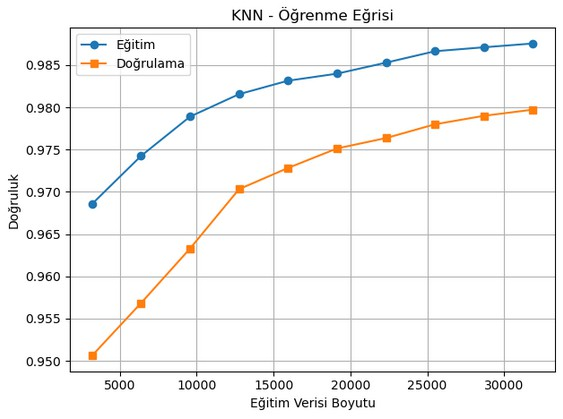 KNN - Öğrenme Eğrisi
Eğitim
Doğrulama
Doğruluk
0.985
0.980
0.975
0.970
0.965
0.960
0.955
0.950
5000 10000 15000 20000 25000 30000
Eğitim Verisi Boyutu